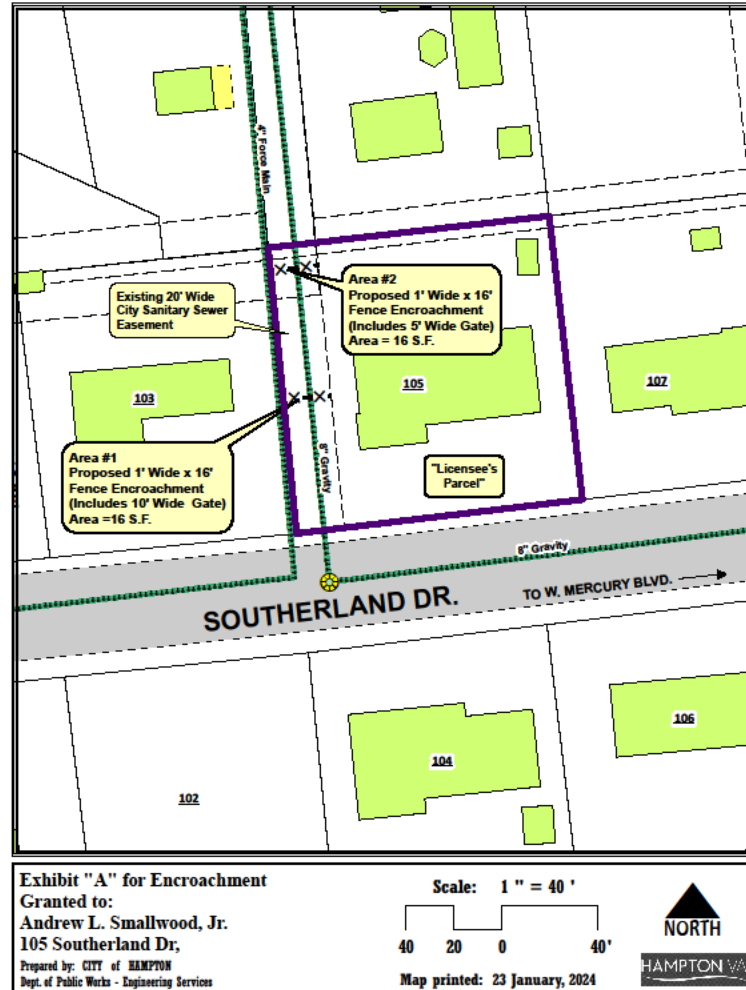 4" Force Main
Existing 20' Wide
City Sanitary Sewer
Easement
Area #2
Proposed 1' Wide x 16'
Fence Encroachment
(Includes 5' Wide Gate)
Area = 16 S.F.
103
105
107
Area #1
Proposed 1' Wide x 16'
Fence Encroachment
(Includes 10' Wide Gate)
Area =16 S.F.
8" Gravity
"Licensee's
Parcel"
8" Gravity
SOUTHERLAND DR.
TO W. MERCURY BLVD.
102
104
106
Exhibit "A" for Encroachment
Granted to:
Andrew L. Smallwood, Jr.
105 Southerland Dr,
Prepared by: CITY of HAMPTON
Dept. of Public Works - Engineering Services
Scale: 1 " = 40 '
40 20 0 40'
Map printed: 23 January, 2024
NORTH
HAMPTON VA